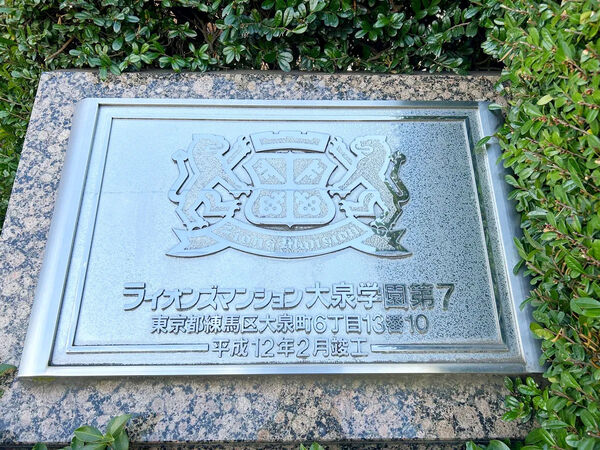 Lions Mansion
ライオンズマンション大泉学園第7
東京都練馬区大泉町6丁目13番10
平成12年2月竣工